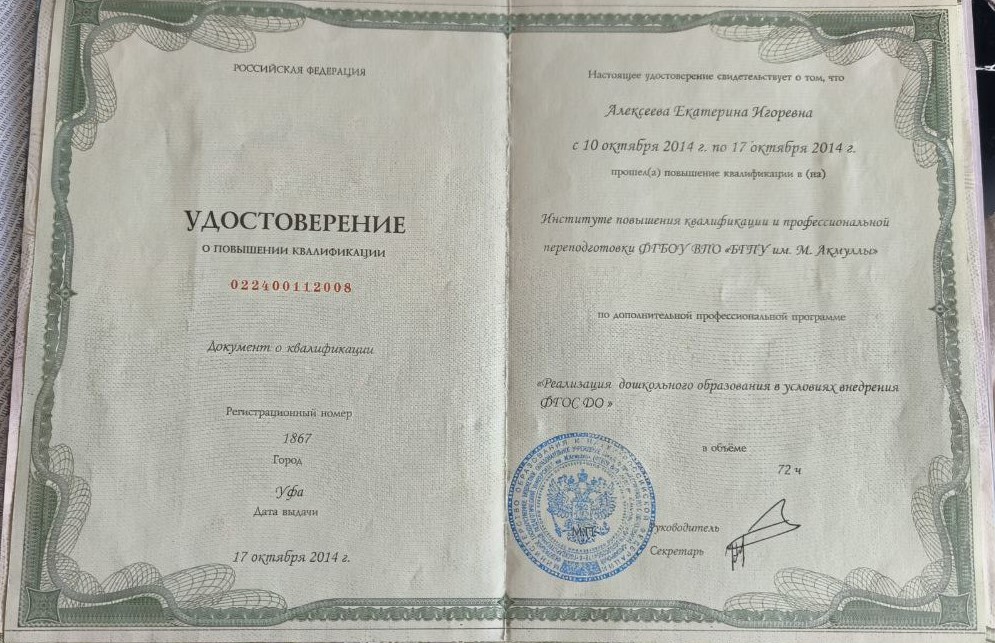 РОССИЙСКАЯ ФЕДЕРАЦИЯ
УДОСТОВЕРЕНИЕ
О ПОВЫШЕНИИ КВАЛИФИКАЦИИ
022400112008
Документ о квалификации
Регистрационный номер
1867
Город
Уфа
Дата выдачи
17 октября 2014 г.
Настоящее удостоверение свидетельствует о том, что
Алексеева Екатерина Игоревна
с 10 октября 2014 г. по 17 октября 2014 г.
прошел(а) повышение квалификации в (на)
Институте повышения квалификации и профессиональной
переподготовки ФГБОУ ВПО «БГПУ им. М. Акмуллы»
по дополнительной профессиональной программе
«Реализация дошкольного образования в условиях внедрения
ФГОС ДО»
в объёме
72 ч
М.П.
Руководитель
Секретарь